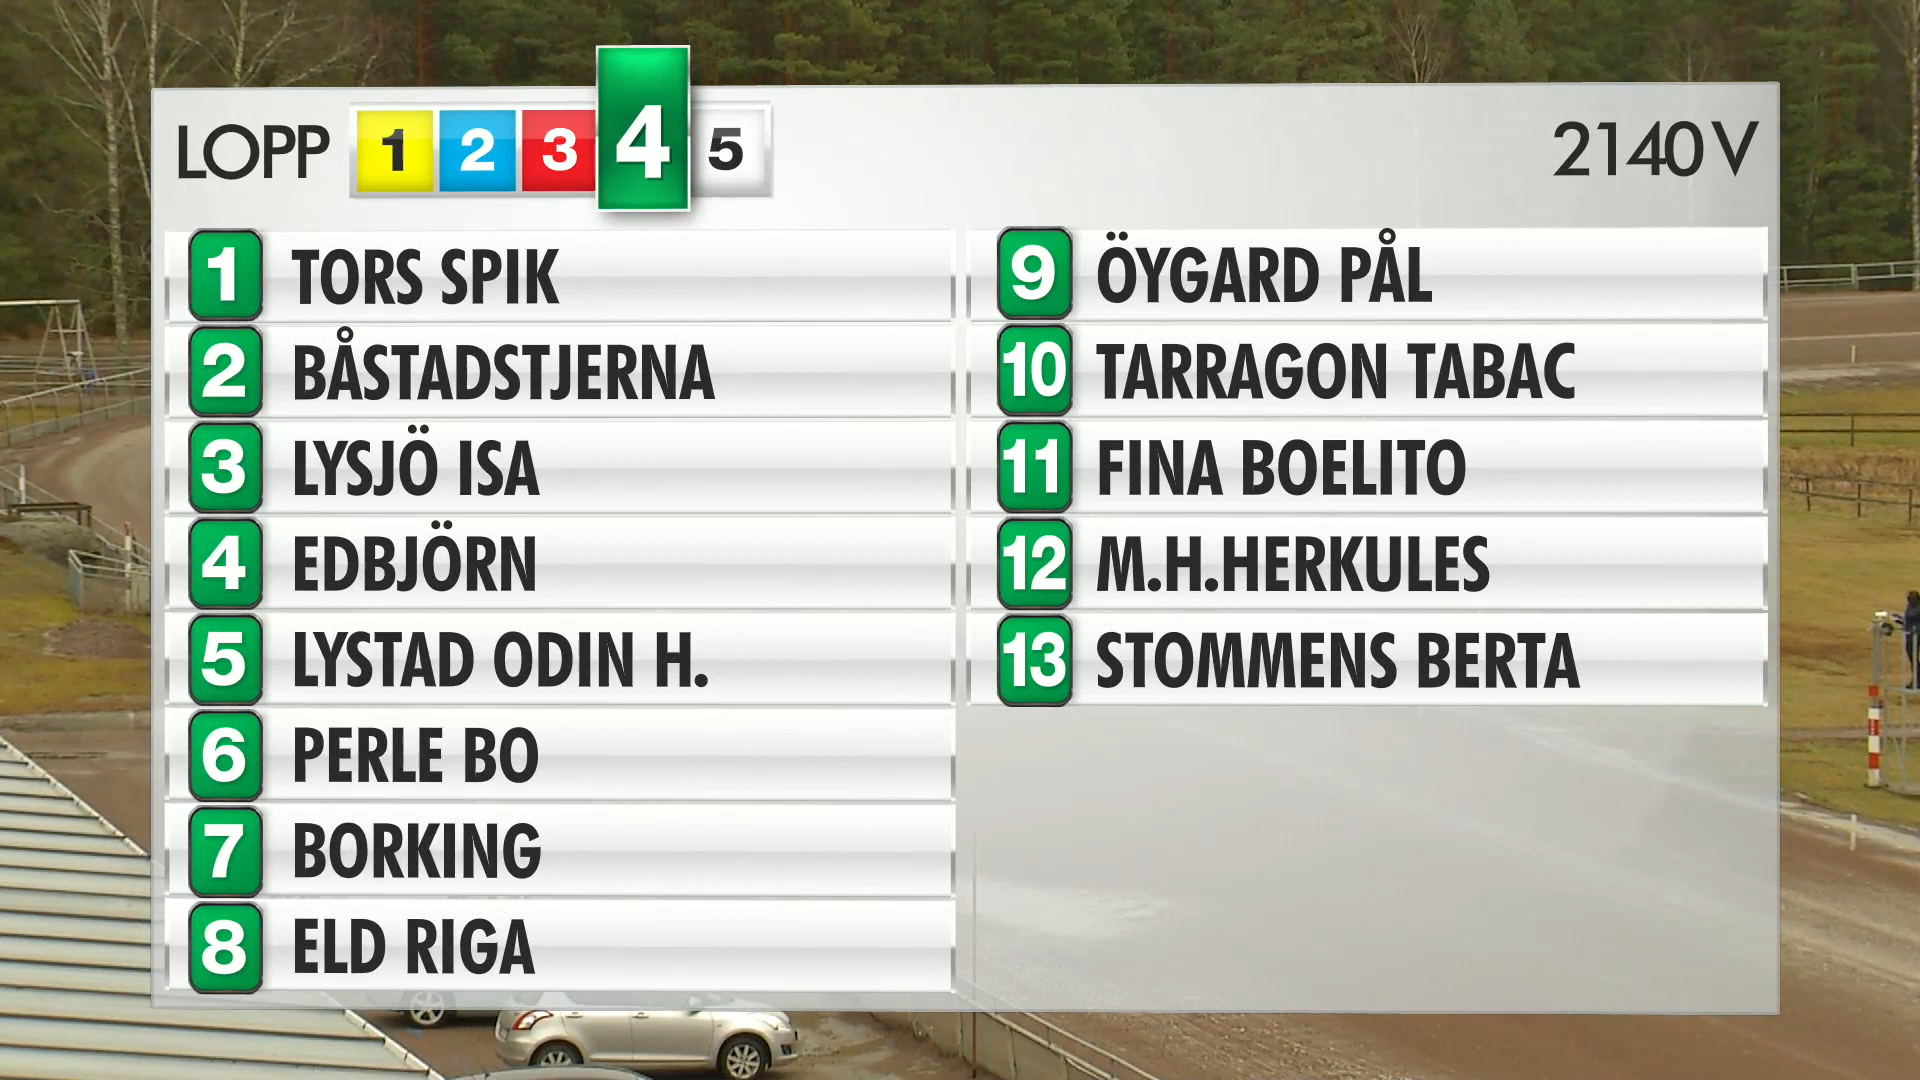 LOPP 1 2 3 4 5 2140 V
1 TORS SPIK
2 BÅSTADSTJERNA
3 LYSJÖ ISA
4 EDBJÖRN
5 LYSTAD ODIN H.
6 PERLE BO
7 BORKING
8 ELD RIGA
9 ÖYGARD PÅL
10 TARRAGON TABAC
11 FINA BOELITO
12 M.H.HERKULES
13 STOMMENS BERTA